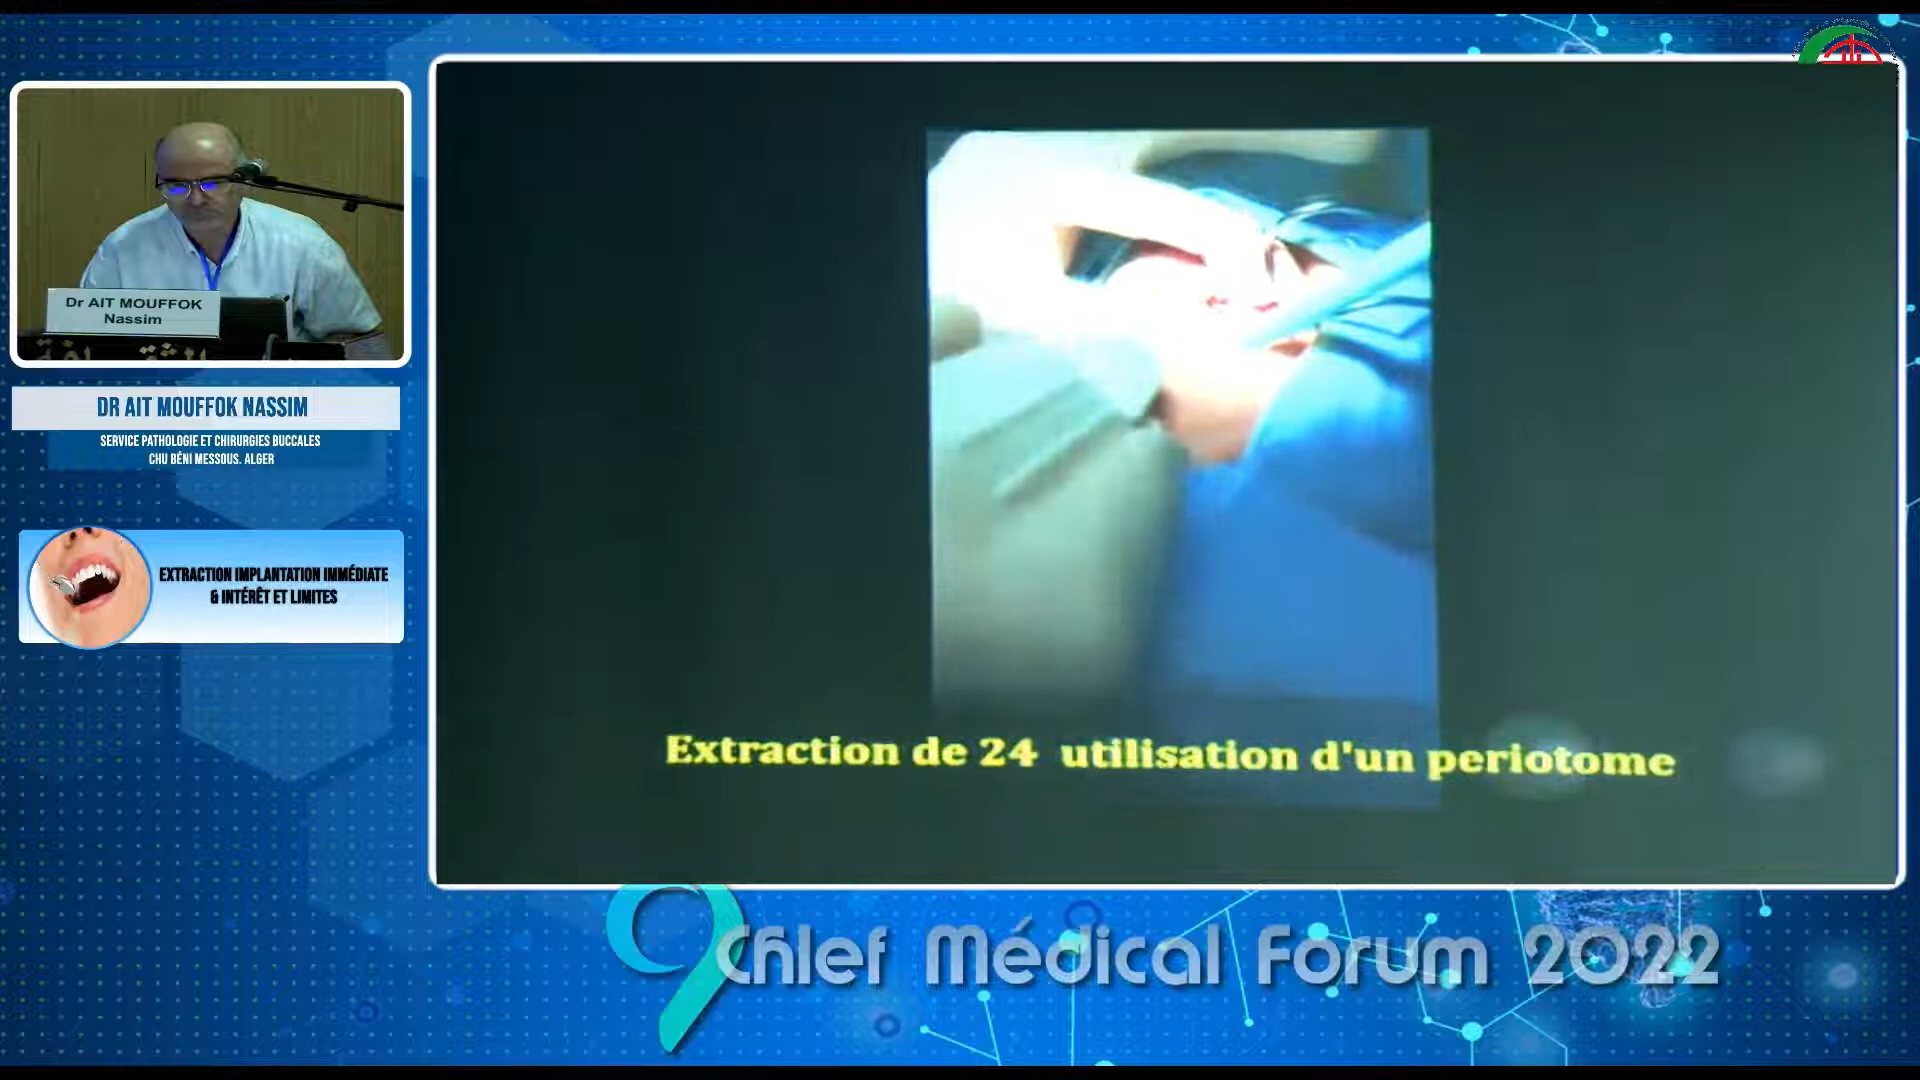 Dr AIT MOUFFOK
Nassim
DR AIT MOUFFOK NASSIM
SERVICE PATHOLOGIE ET CHIRURGIES BUCCALES
CHU BÉNI MESSOUS. ALGER
EXTRACTION IMPLANTATION IMMÉDIATE
& INTÉRÊT ET LIMITES
Extraction de 24 utilisation d'un periotome
9 Chlef Médical Forum 2022